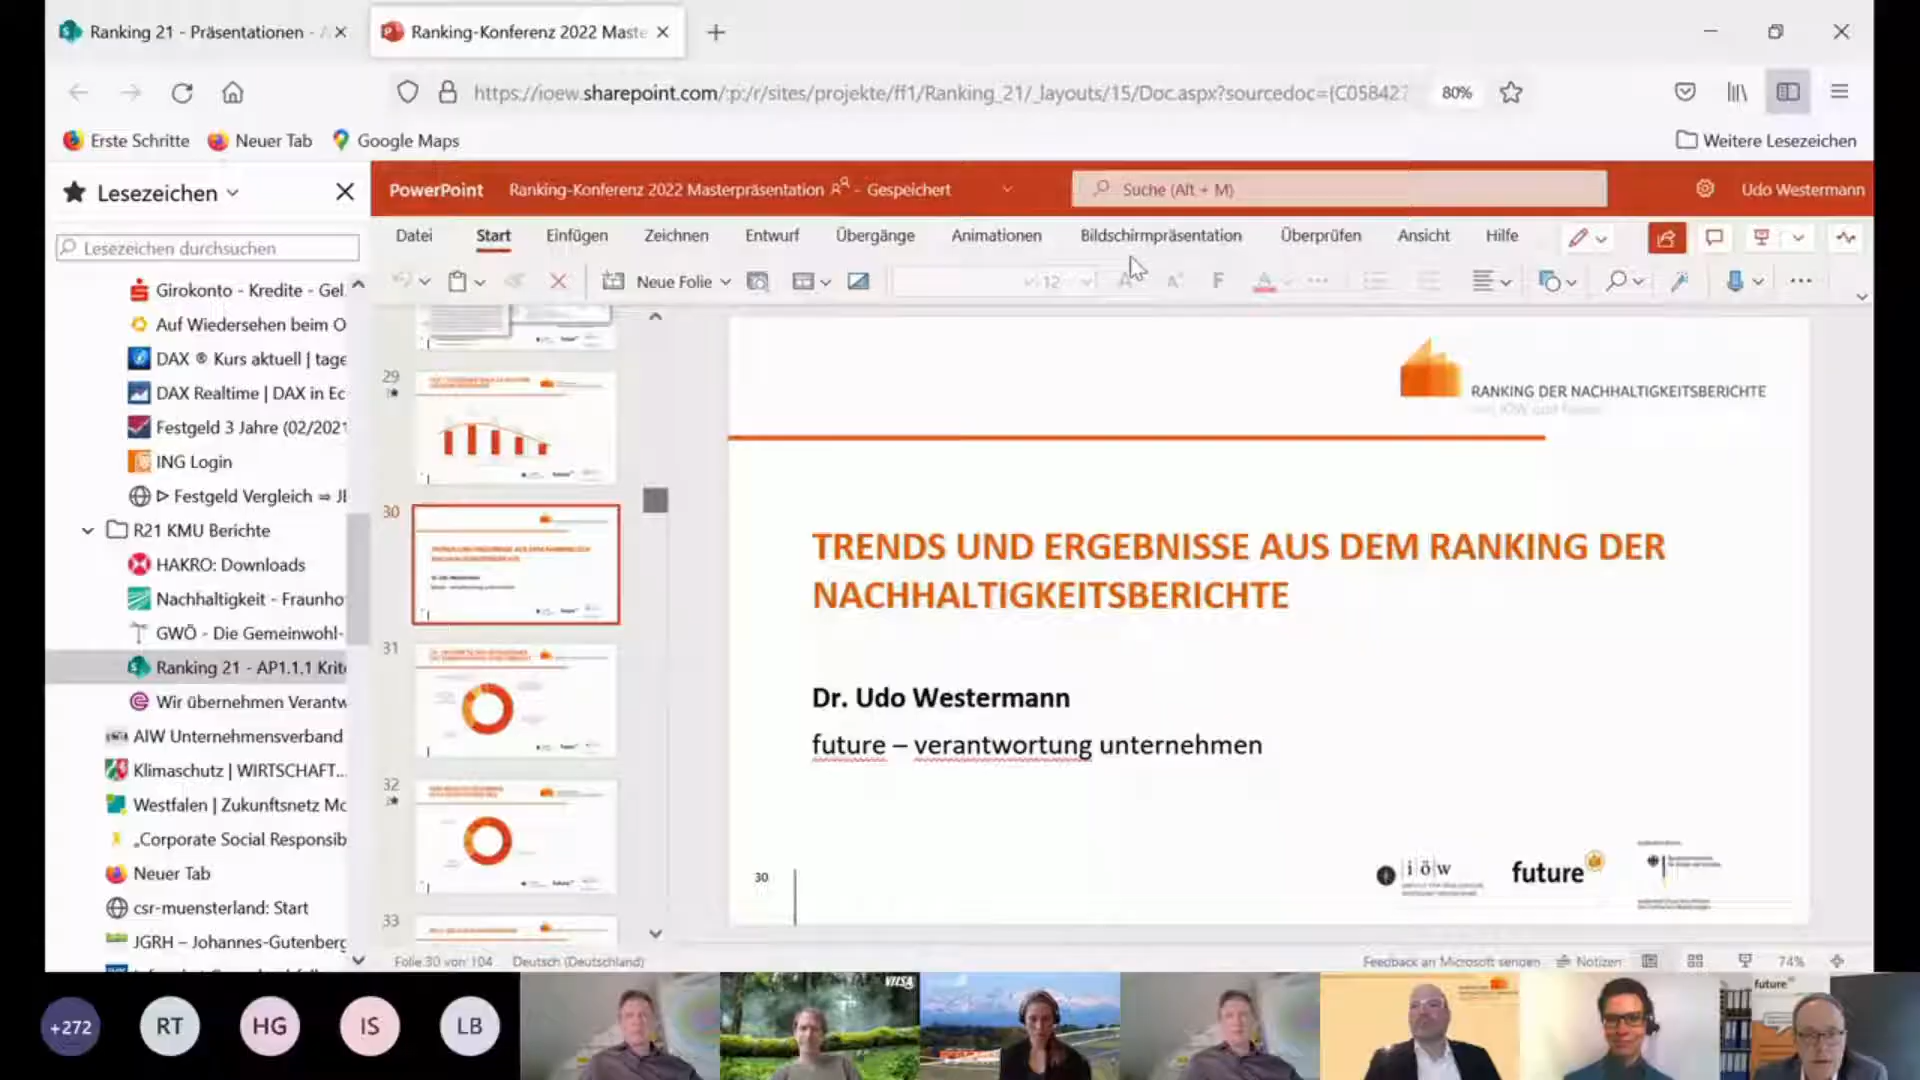 Ranking 21 - Präsentationen -
Ranking-Konferenz 2022 Maste
https://ioew.sharepoint.com/:p:/r/sites/projekte/ff1/Ranking_21/_layouts/15/Doc.aspx?sourcedoc={C05842
80%
Erste Schritte
Neuer Tab
Google Maps
Weitere Lesezeichen
Lesezeichen
PowerPoint
Ranking-Konferenz 2022 Masterpräsentation
- Gespeichert
Suche (Alt + M)
Udo Westermann
Lesezeichen durchsuchen
Datei
Start
Einfügen
Zeichnen
Entwurf
Übergänge
Animationen
Bildschirmpräsentation
Überprüfen
Ansicht
Hilfe
Neue Folie
12
F
A
Girokonto - Kredite - Gel
Auf Wiedersehen beim O
DAX ® Kurs aktuell | tage
DAX Realtime | DAX in Ec
Festgeld 3 Jahre (02/2021
ING Login
ᐅ Festgeld Vergleich ⇒ JE
R21 KMU Berichte
HAKRO: Downloads
Nachhaltigkeit - Fraunho
GWÖ - Die Gemeinwohl-
Ranking 21 - AP1.1.1 Krite
Wir übernehmen Verantw
AIW Unternehmensverband
Klimaschutz | WIRTSCHAFT...
Westfalen | Zukunftsnetz Mo
„Corporate Social Responsib
Neuer Tab
csr-muensterland: Start
JGRH – Johannes-Gutenberg
29
30
31
32
33
RANKING DER NACHHALTIGKEITSBERICHTE
TRENDS UND ERGEBNISSE AUS DEM RANKING DER
NACHHALTIGKEITSBERICHTE
Dr. Udo Westermann
future – verantwortung unternehmen
30
i ö w
future
Folie 30 von 104
Deutsch (Deutschland)
Feedback an Microsoft senden
Notizen
74%
+272
RT
HG
IS
LB
VILSA
future